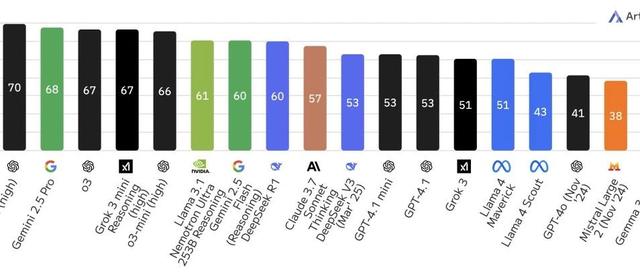 Art
70
68
67
67
66
61
60
60
57
53
53
53
51
51
43
41
38
(high)
Gemini 2.5 Pro
o3
Grok 3 mini
Reasoning
(high)
o3-mini (high)
NVIDIA
Llama 3.1
Nemotron Ultra
253B Reasoning
Gemini 2.5
Flash
(Reasoning)
DeepSeek R1
Claude 3.7
Sonnet
Thinking
DeepSeek V3
(Mar '25)
GPT-4.1 mini
GPT-4.1
Grok 3
Llama 4
Maverick
Llama 4 Scout
GPT-4o (Nov
'24)
Mistral Large
2 (Nov '24)
Gemma 3